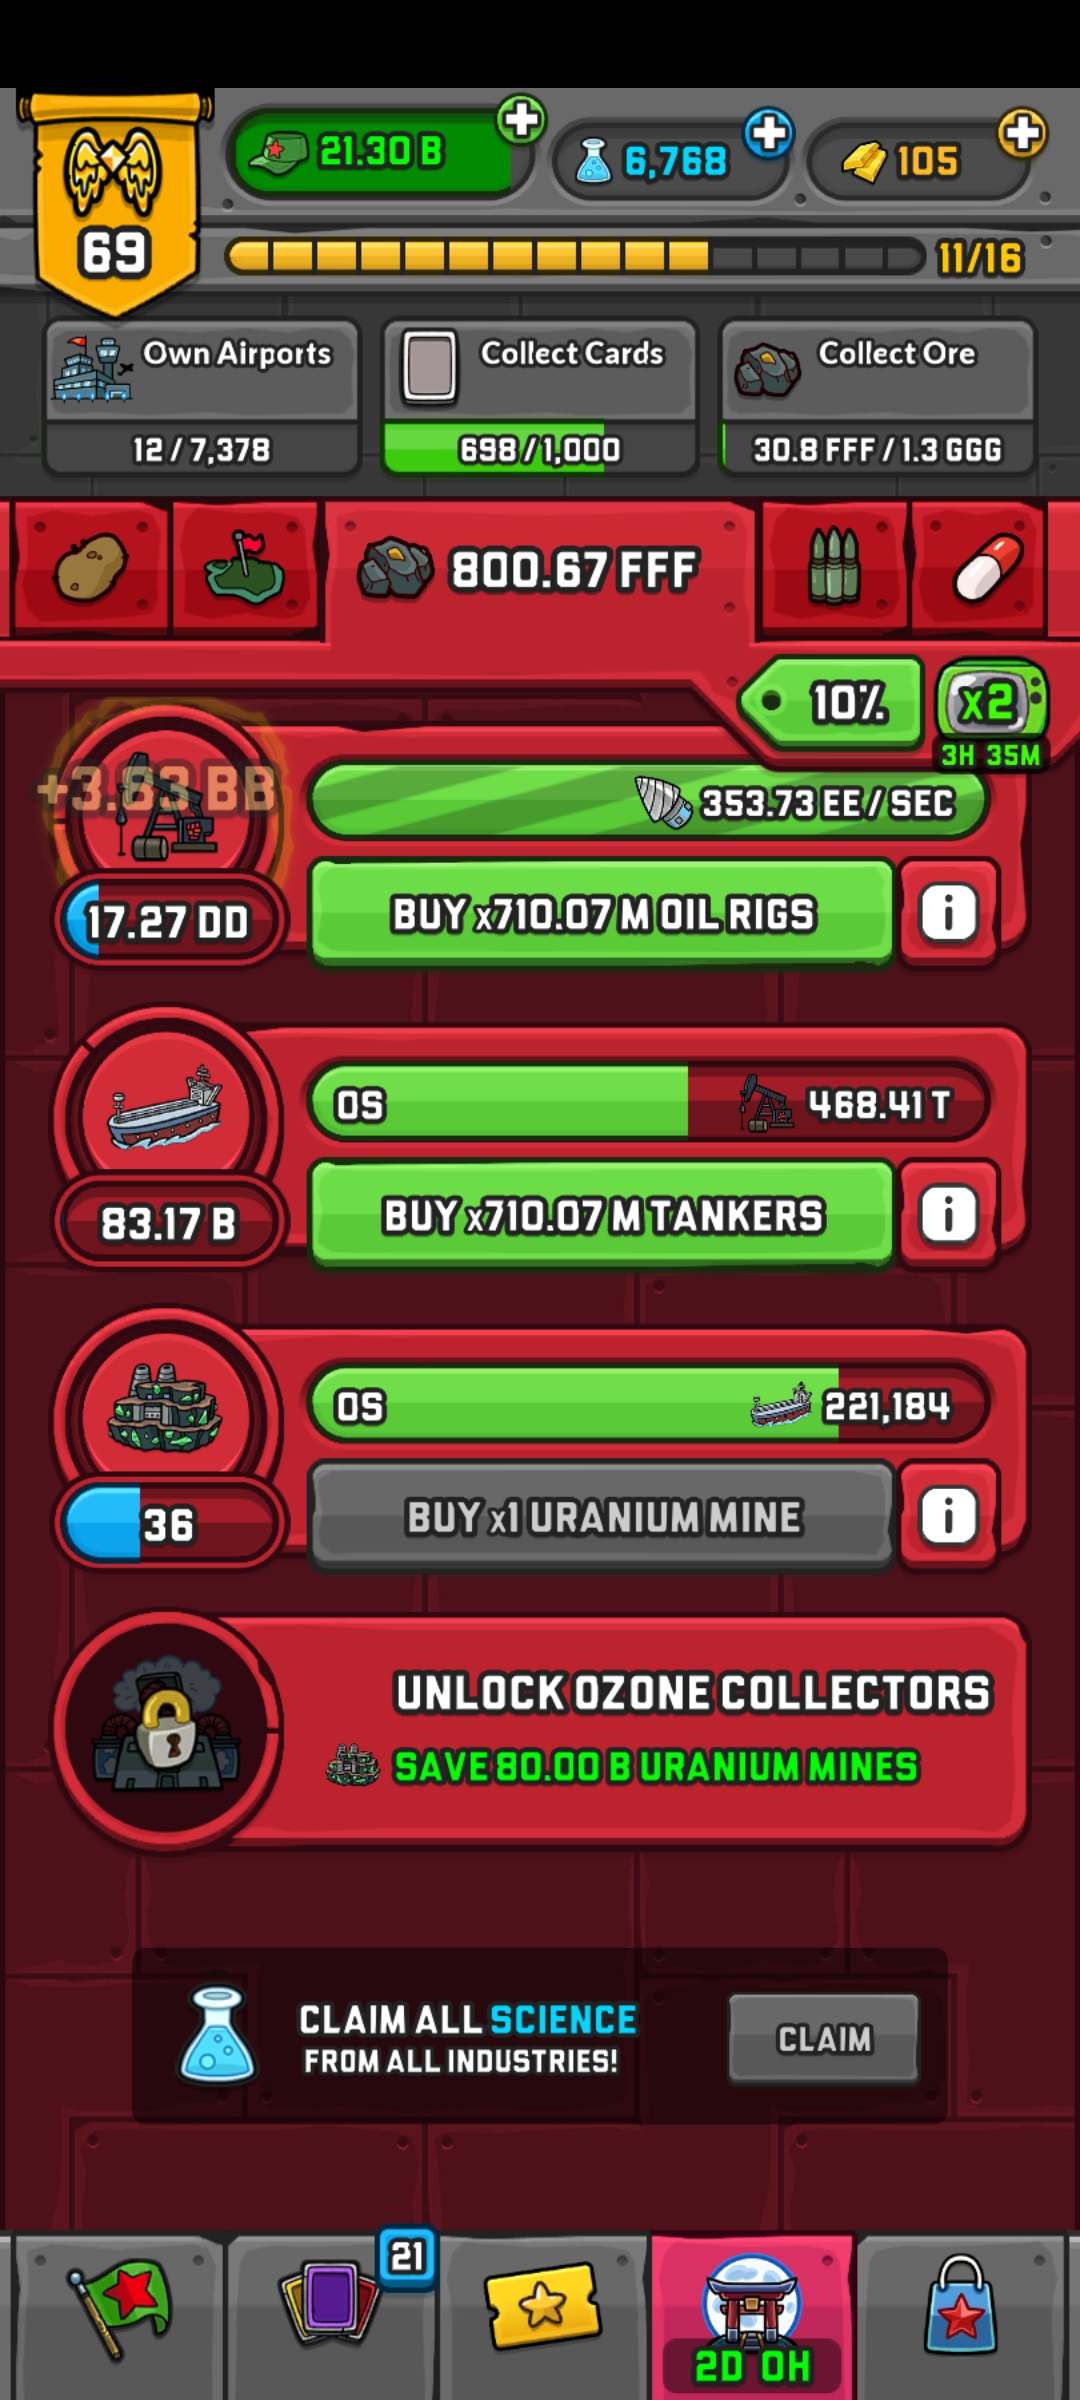 21.30 B
6,768
105
69
11/16
Own Airports
Collect Cards
Collect Ore
12 / 7,378
698 / 1,000
30.8 FFF / 1.3 GGG
800.67 FFF
10%
x2
3H 35M
353.73 EE / SEC
17.27 DD
BUY x710.07 M OIL RIGS
i
0S
468.41 T
83.17 B
BUY x710.07 M TANKERS
i
0S
221,184
36
BUY x1 URANIUM MINE
i
UNLOCK OZONE COLLECTORS
SAVE 80.00 B URANIUM MINES
CLAIM ALL SCIENCE
FROM ALL INDUSTRIES!
CLAIM
21
2D 0H